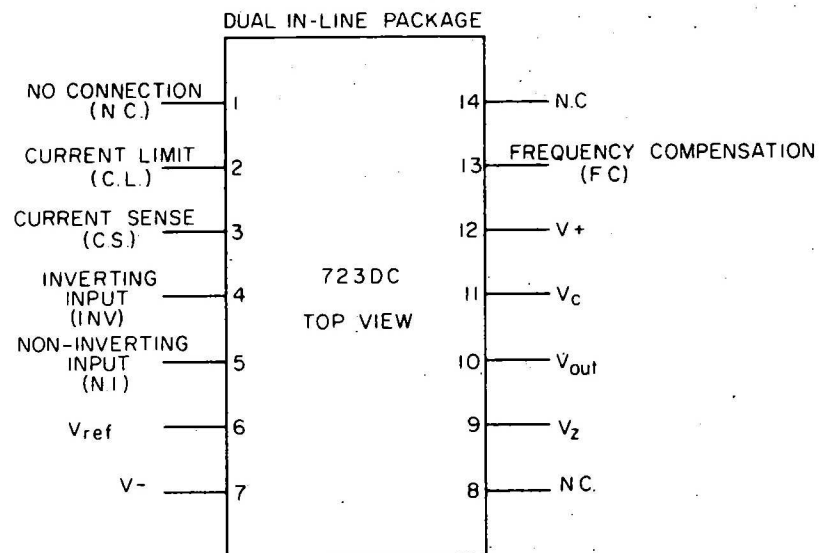 DUAL IN-LINE PACKAGE
NO CONNECTION
(N C.)
1
CURRENT LIMIT
(C.L.)
2
CURRENT SENSE
(C.S.)
3
INVERTING
INPUT
(INV)
4
NON-INVERTING
INPUT
(N.I)
5
Vref
6
V-
7
723DC
TOP VIEW
14
N.C
13
FREQUENCY COMPENSATION
(F C)
12
V+
11
Vc
10
Vout
9
Vz
8
N C.